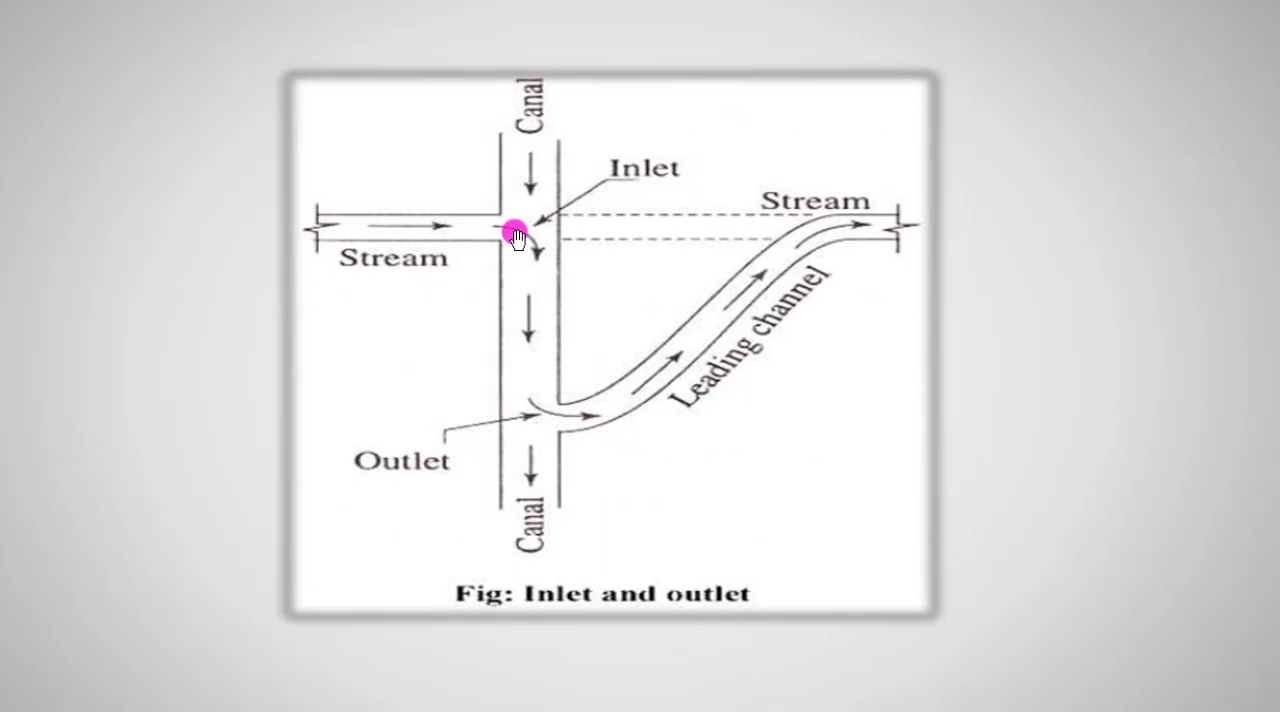 Canal
Inlet
Stream
Stream
Leading channel
Outlet
Canal
Fig: Inlet and outlet